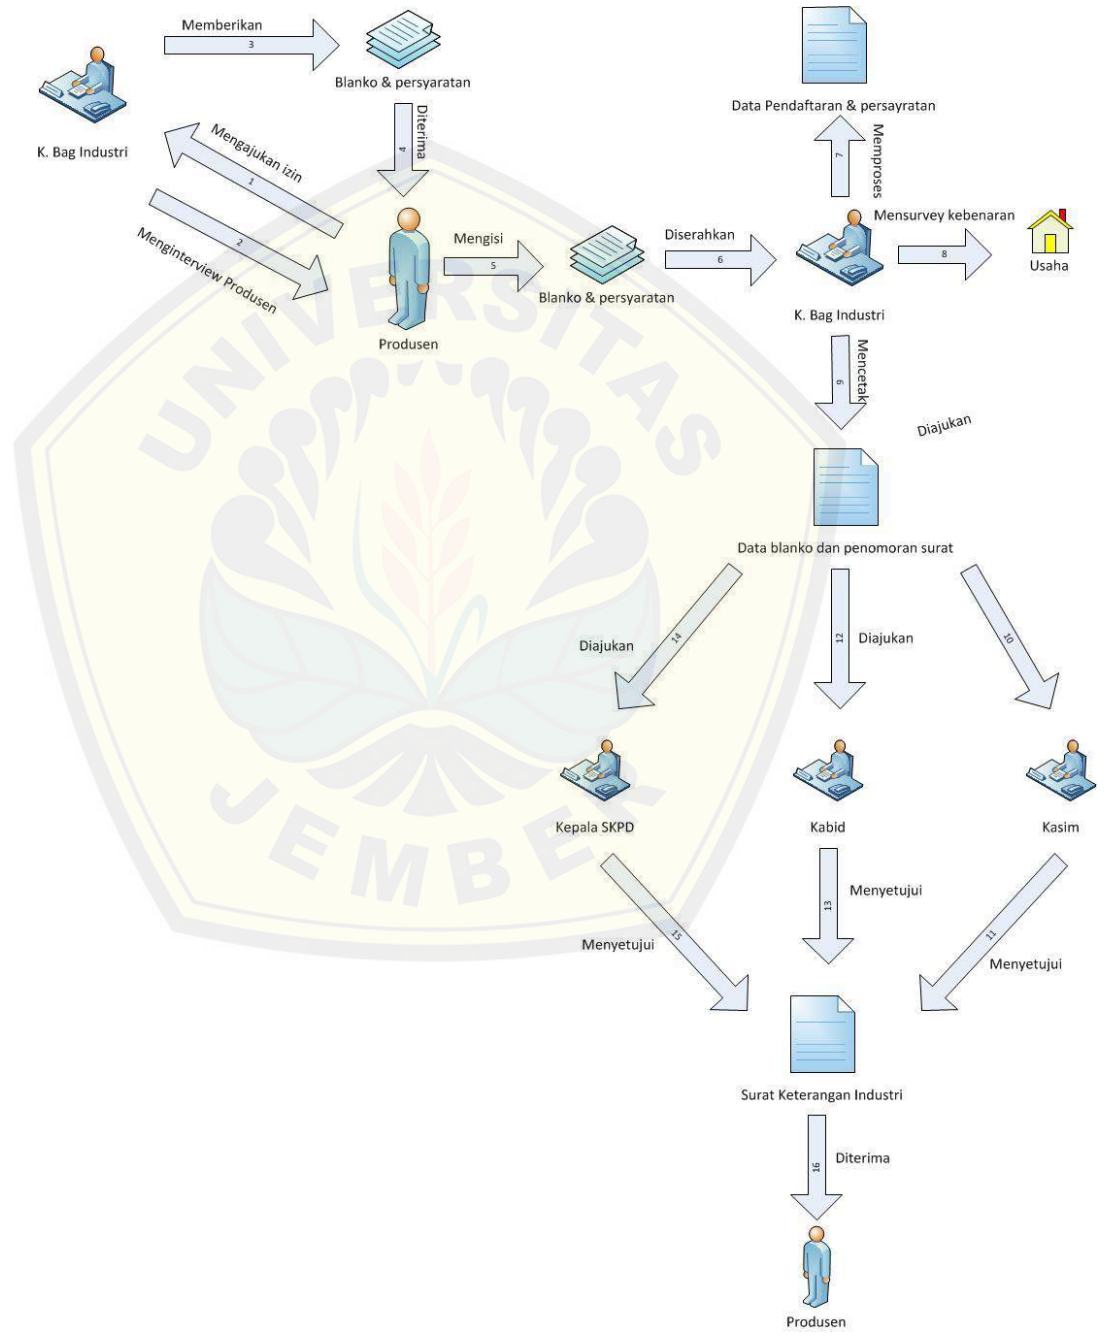 Memberikan
3
Blanko & persyaratan
K. Bag Industri
Mengajukan izin
1
2
Menginterview Produsen
Diterima
4
Produsen
Mengisi
5
Blanko & persyaratan
Diserahkan
6
Data Pendaftaran & persayratan
Memproses
7
K. Bag Industri
Mensurvey kebenaran
8
Usaha
Mencetak
9
Diajukan
Data blanko dan penomoran surat
14
Diajukan
12
Diajukan
10
Kepala SKPD
Kabid
Kasim
15
Menyetujui
13
Menyetujui
11
Menyetujui
Surat Keterangan Industri
16
Diterima
Produsen
UNIVERSITAS
JEMBER